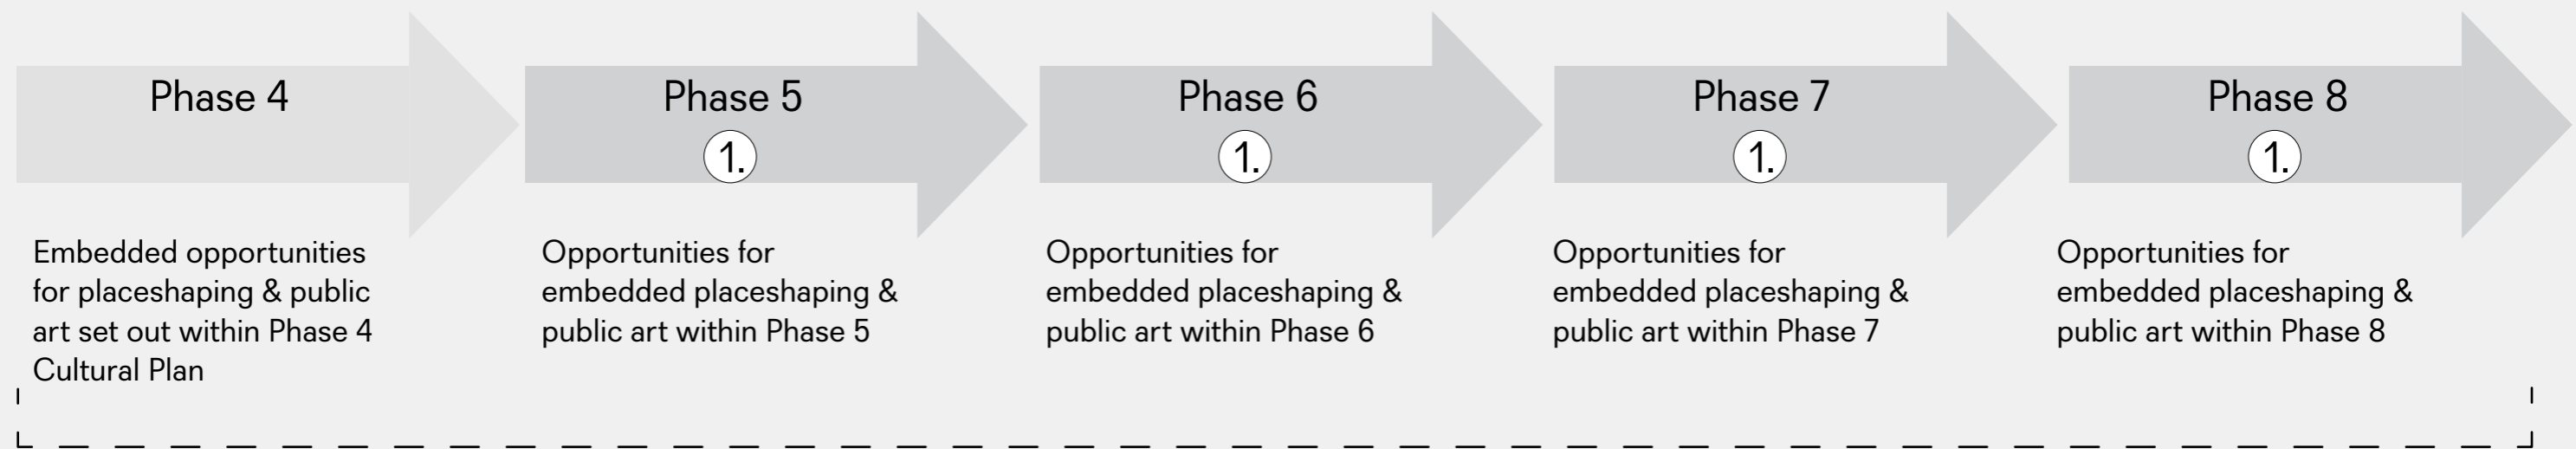 Phase 4
Embedded opportunities
for placeshaping & public
art set out within Phase 4
Cultural Plan
Phase 5
1.
Opportunities for
embedded placeshaping &
public art within Phase 5
Phase 6
1.
Opportunities for
embedded placeshaping &
public art within Phase 6
Phase 7
1.
Opportunities for
embedded placeshaping &
public art within Phase 7
Phase 8
1.
Opportunities for
embedded placeshaping &
public art within Phase 8